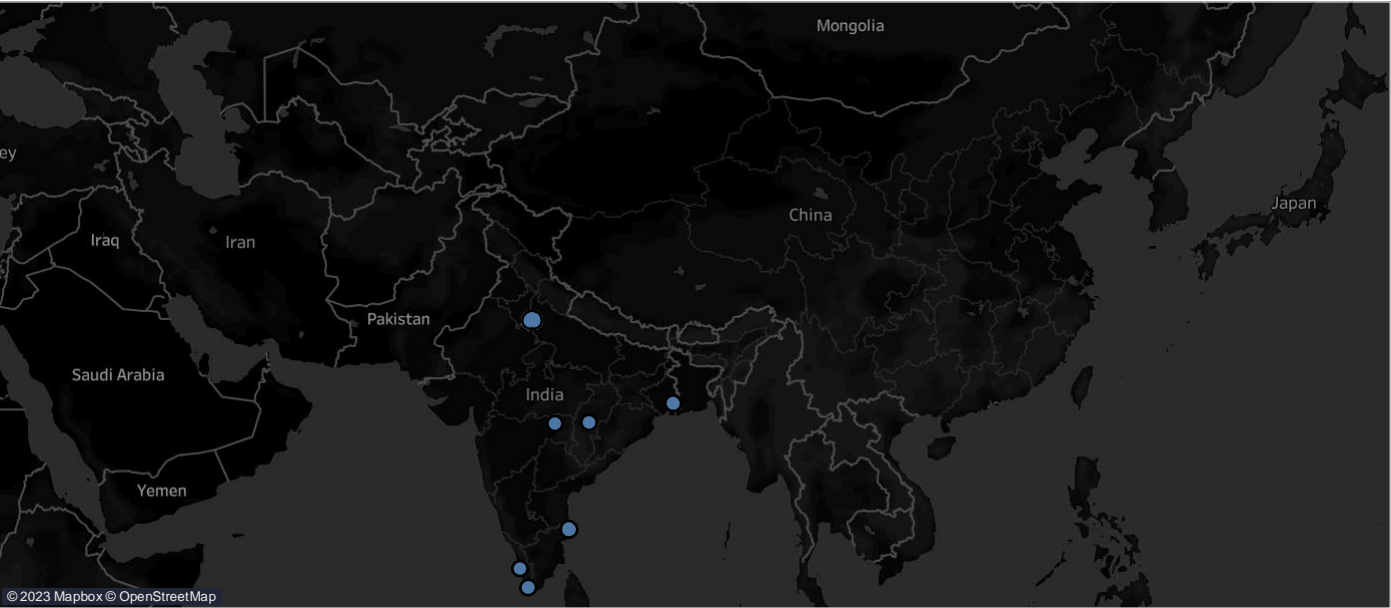 Mongolia
China
Japan
ey
Iraq
Iran
Pakistan
Saudi Arabia
India
Yemen
© 2023 Mapbox © OpenStreetMap